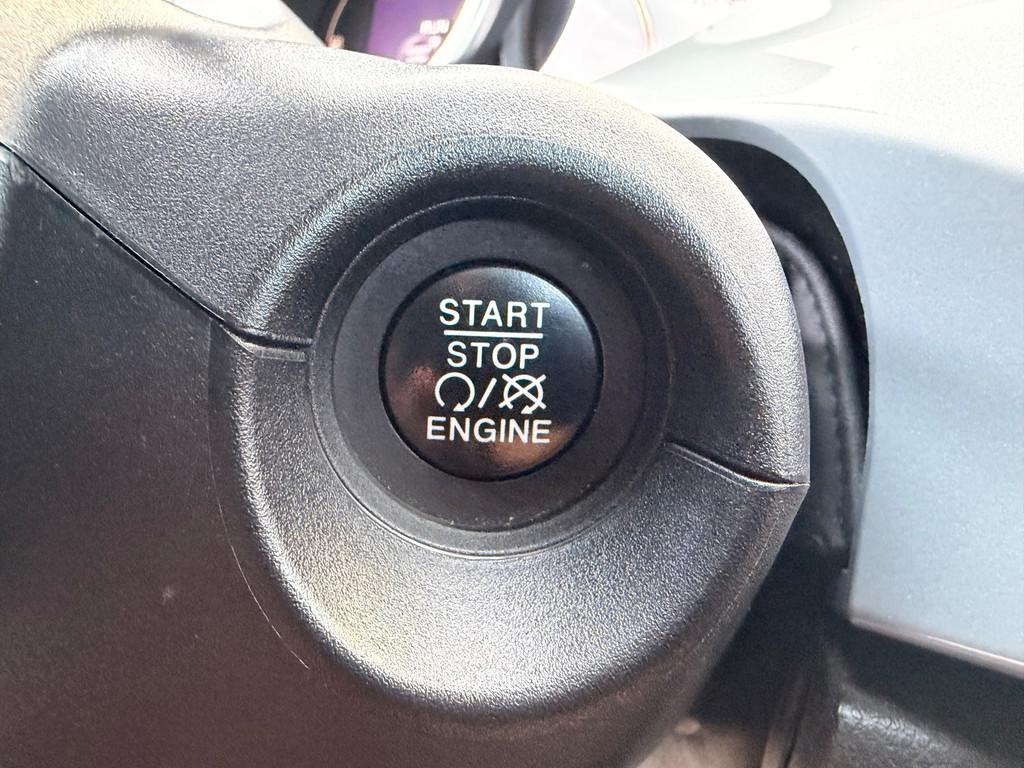 START
STOP
/
ENGINE